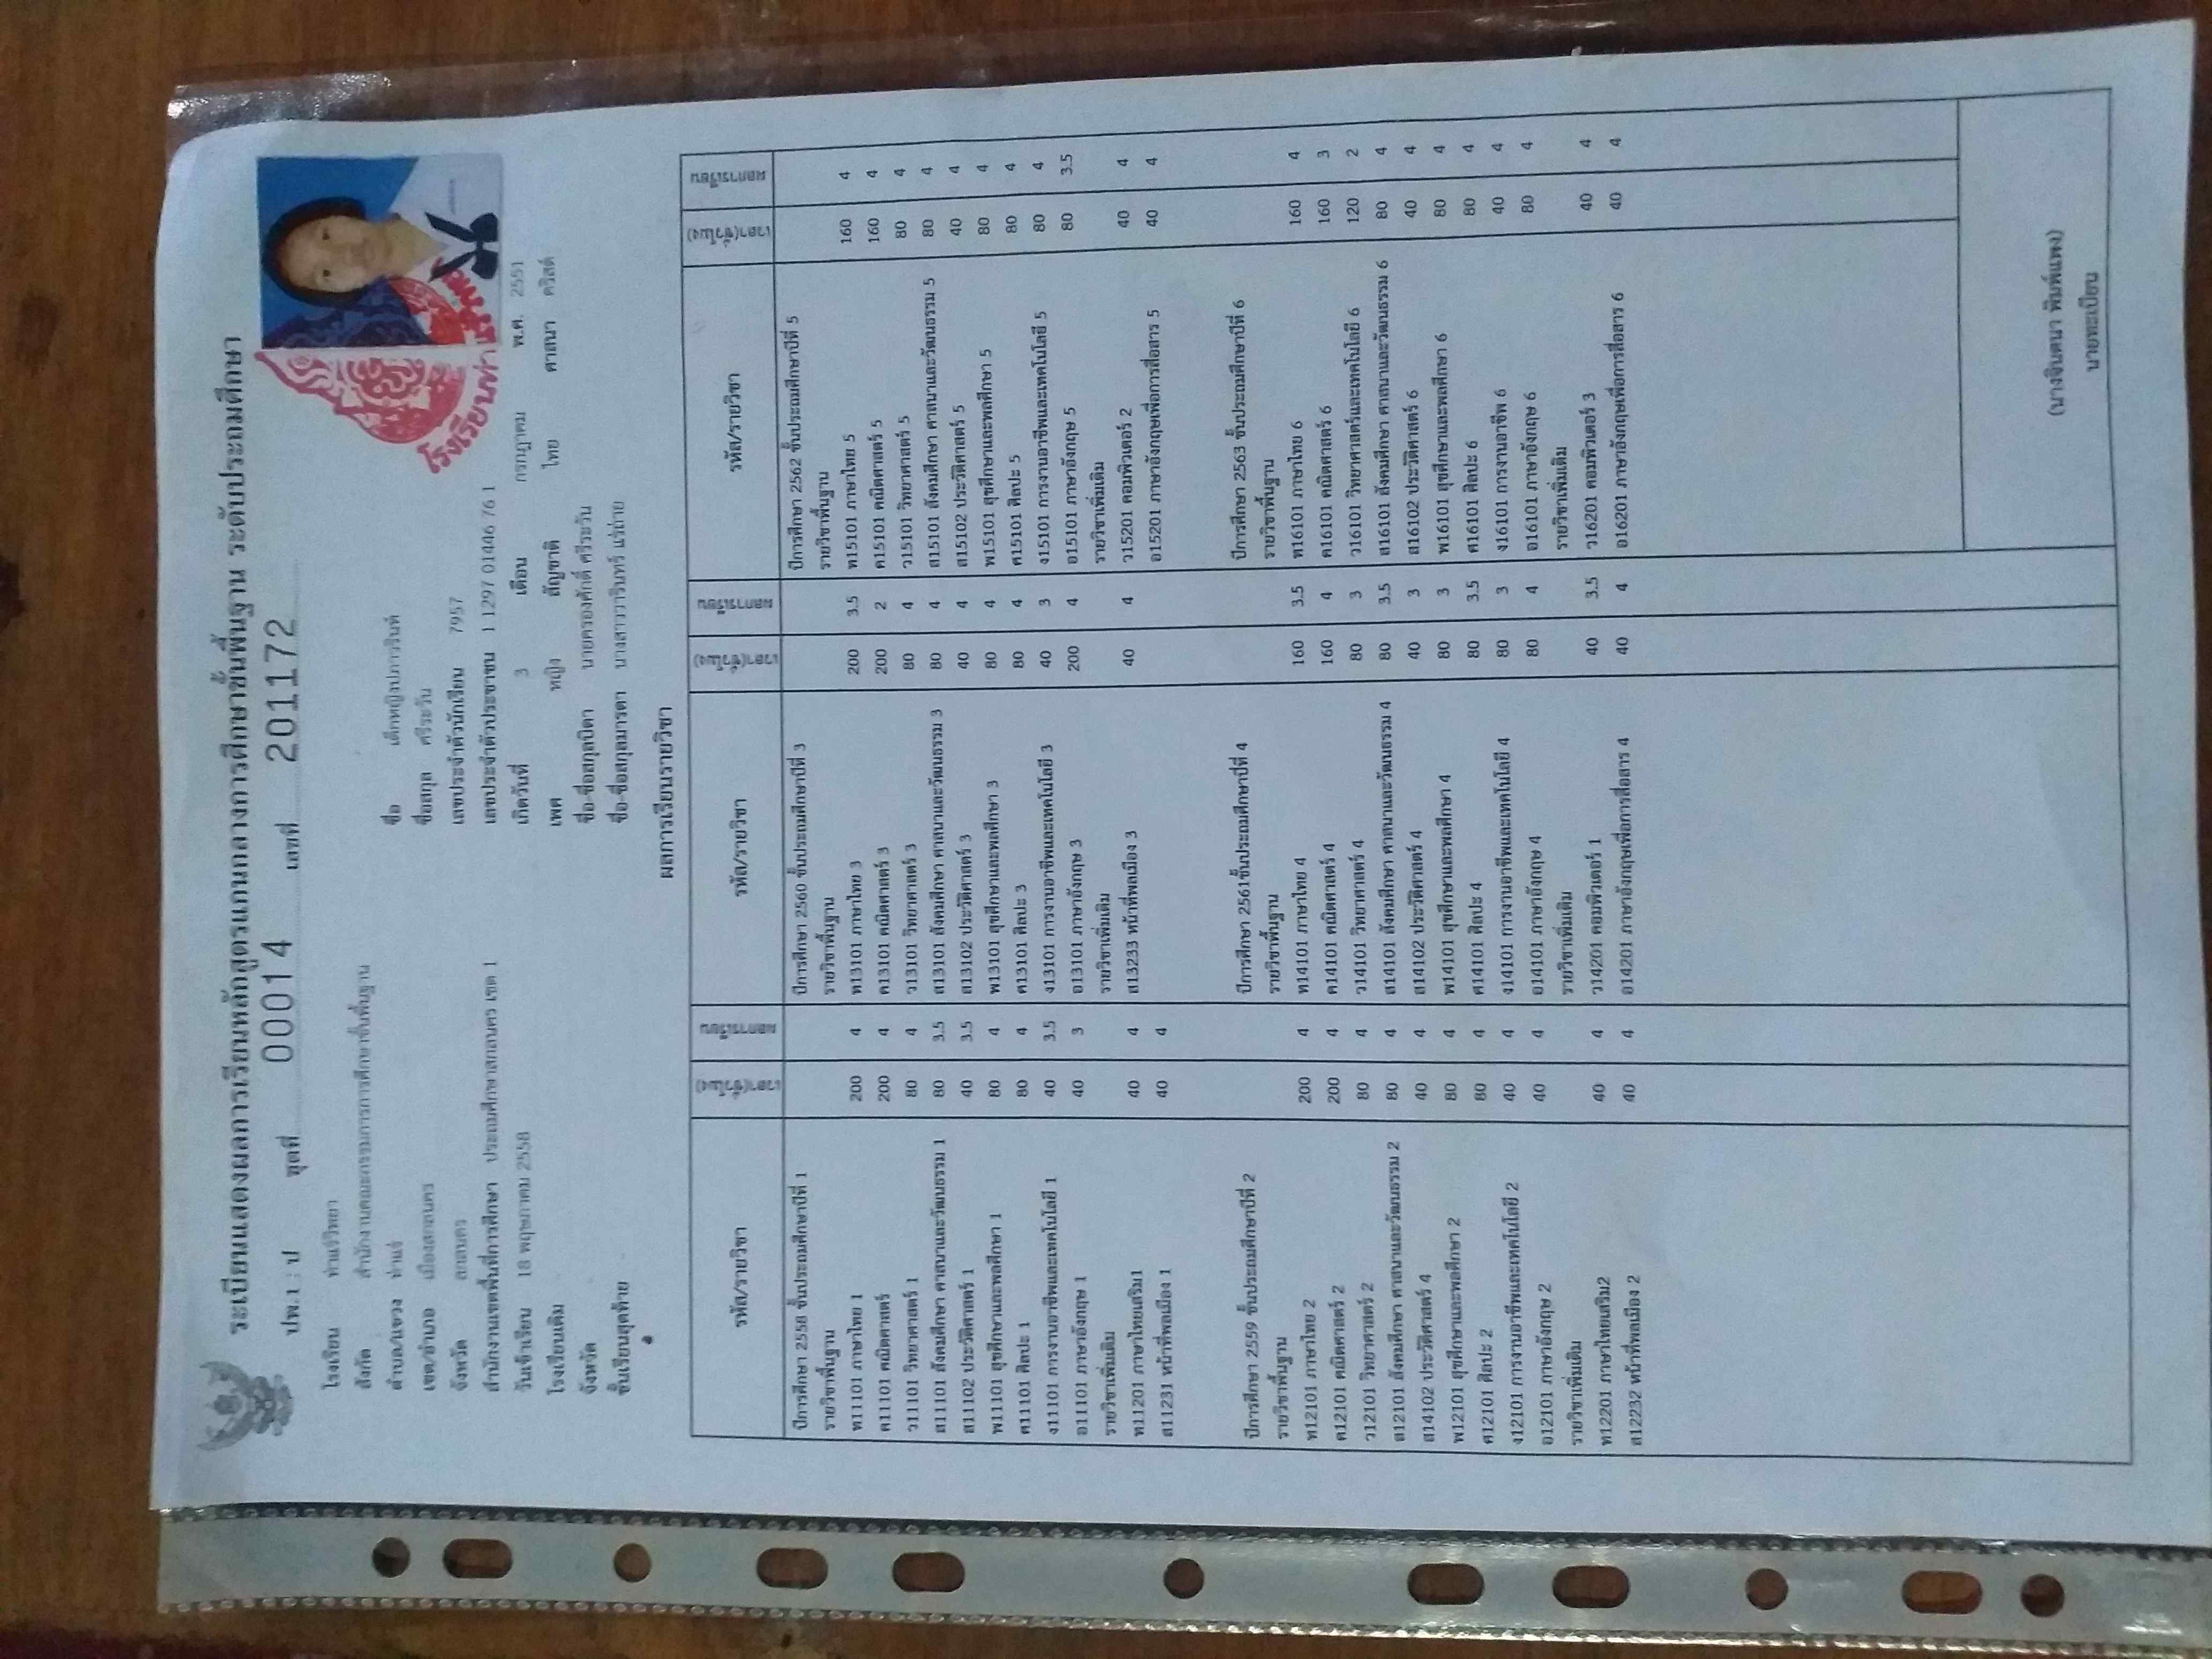 ระเบียนแสดงผลการเรียนหลักสูตรแกนกลางการศึกษาขั้นพื้นฐาน ระดับประถมศึกษา
ปพ.1 : ป ชุดที่ 00014 เลขที่ 201172
โรงเรียน ท่าแร่วิทยา
สังกัด สำนักงานคณะกรรมการการศึกษาขั้นพื้นฐาน
ตำบล/แขวง ท่าแร่
เขต/อำเภอ เมืองสกลนคร
จังหวัด สกลนคร
สำนักงานเขตพื้นที่การศึกษา ประถมศึกษาสกลนคร เขต 1
วันเข้าเรียน 18 พฤษภาคม 2558
โรงเรียนเดิม
จังหวัด
ชั้นเรียนสุดท้าย
ชื่อ เด็กหญิงปภาวรินท์
ชื่อสกุล ศรีระวัน
เลขประจำตัวนักเรียน 7957
เลขประจำตัวประชาชน 1 1297 01446 76 1
เกิดวันที่ 3 เดือน กรกฎาคม พ.ศ. 2551
เพศ หญิง สัญชาติ ไทย ศาสนา คริสต์
ชื่อ-ชื่อสกุลบิดา นายครองศักดิ์ ศรีระวัน
ชื่อ-ชื่อสกุลมารดา นางสาววารินทร์ แร่ถ่าย
โรงเรียนท่าแร่
ผลการเรียนรายวิชา
รหัส/รายวิชา เวลา(ชั่วโมง) ผลการเรียน
ปีการศึกษา 2558 ชั้นประถมศึกษาปีที่ 1
รายวิชาพื้นฐาน
ท11101 ภาษาไทย 1 200 4
ค11101 คณิตศาสตร์ 200 4
ว11101 วิทยาศาสตร์ 1 80 4
ส11101 สังคมศึกษา ศาสนาและวัฒนธรรม 1 80 3.5
ส11102 ประวัติศาสตร์ 1 40 3.5
พ11101 สุขศึกษาและพลศึกษา 1 80 4
ศ11101 ศิลปะ 1 80 4
ง11101 การงานอาชีพและเทคโนโลยี 1 40 3.5
อ11101 ภาษาอังกฤษ 1 40 3
รายวิชาเพิ่มเติม
ท11201 ภาษาไทยเสริม1 40 4
ส11231 หน้าที่พลเมือง 1 40 4
ปีการศึกษา 2559 ชั้นประถมศึกษาปีที่ 2
รายวิชาพื้นฐาน
ท12101 ภาษาไทย 2 200 4
ค12101 คณิตศาสตร์ 2 200 4
ว12101 วิทยาศาสตร์ 2 80 4
ส12101 สังคมศึกษา ศาสนาและวัฒนธรรม 2 80 4
ส14102 ประวัติศาสตร์ 4 40 4
พ12101 สุขศึกษาและพลศึกษา 2 80 4
ศ12101 ศิลปะ 2 80 4
ง12101 การงานอาชีพและเทคโนโลยี 2 40 4
อ12101 ภาษาอังกฤษ 2 40 4
รายวิชาเพิ่มเติม
ท12201 ภาษาไทยเสริม2 40 4
ส12232 หน้าที่พลเมือง 2 40 4
รหัส/รายวิชา เวลา(ชั่วโมง) ผลการเรียน
ปีการศึกษา 2560 ชั้นประถมศึกษาปีที่ 3
รายวิชาพื้นฐาน
ท13101 ภาษาไทย 3 200 3.5
ค13101 คณิตศาสตร์ 3 200 2
ว13101 วิทยาศาสตร์ 3 80 4
ส13101 สังคมศึกษา ศาสนาและวัฒนธรรม 3 80 4
ส13102 ประวัติศาสตร์ 3 40 4
พ13101 สุขศึกษาและพลศึกษา 3 80 4
ศ13101 ศิลปะ 3 80 4
ง13101 การงานอาชีพและเทคโนโลยี 3 40 3
อ13101 ภาษาอังกฤษ 3 200 4
รายวิชาเพิ่มเติม
ส13233 หน้าที่พลเมือง 3 40 4
ปีการศึกษา 2561ชั้นประถมศึกษาปีที่ 4
รายวิชาพื้นฐาน
ท14101 ภาษาไทย 4 160 3.5
ค14101 คณิตศาสตร์ 4 160 4
ว14101 วิทยาศาสตร์ 4 80 3
ส14101 สังคมศึกษา ศาสนาและวัฒนธรรม 4 80 3.5
ส14102 ประวัติศาสตร์ 4 40 3
พ14101 สุขศึกษาและพลศึกษา 4 80 3
ศ14101 ศิลปะ 4 80 3.5
ง14101 การงานอาชีพและเทคโนโลยี 4 80 3
อ14101 ภาษาอังกฤษ 4 80 4
รายวิชาเพิ่มเติม
ว14201 คอมพิวเตอร์ 1 40 3.5
อ14201 ภาษาอังกฤษเพื่อการสื่อสาร 4 40 4
รหัส/รายวิชา เวลา(ชั่วโมง) ผลการเรียน
ปีการศึกษา 2562 ชั้นประถมศึกษาปีที่ 5
รายวิชาพื้นฐาน
ท15101 ภาษาไทย 5 160 4
ค15101 คณิตศาสตร์ 5 160 4
ว15101 วิทยาศาสตร์ 5 80 4
ส15101 สังคมศึกษา ศาสนาและวัฒนธรรม 5 80 4
ส15102 ประวัติศาสตร์ 5 40 4
พ15101 สุขศึกษาและพลศึกษา 5 80 4
ศ15101 ศิลปะ 5 80 4
ง15101 การงานอาชีพและเทคโนโลยี 5 80 4
อ15101 ภาษาอังกฤษ 5 80 3.5
รายวิชาเพิ่มเติม
ว15201 คอมพิวเตอร์ 2 40 4
อ15201 ภาษาอังกฤษเพื่อการสื่อสาร 5 40 4
ปีการศึกษา 2563 ชั้นประถมศึกษาปีที่ 6
รายวิชาพื้นฐาน
ท16101 ภาษาไทย 6 160 4
ค16101 คณิตศาสตร์ 6 160 3
ว16101 วิทยาศาสตร์และเทคโนโลยี 6 120 2
ส16101 สังคมศึกษา ศาสนาและวัฒนธรรม 6 80 4
ส16102 ประวัติศาสตร์ 6 40 4
พ16101 สุขศึกษาและพลศึกษา 6 80 4
ศ16101 ศิลปะ 6 80 4
ง16101 การงานอาชีพ 6 40 4
อ16101 ภาษาอังกฤษ 6 80 4
รายวิชาเพิ่มเติม
ว16201 คอมพิวเตอร์ 3 40 4
อ16201 ภาษาอังกฤษเพื่อการสื่อสาร 6 40 4
(นางจินตนา พิมพ์แพง)
นายทะเบียน